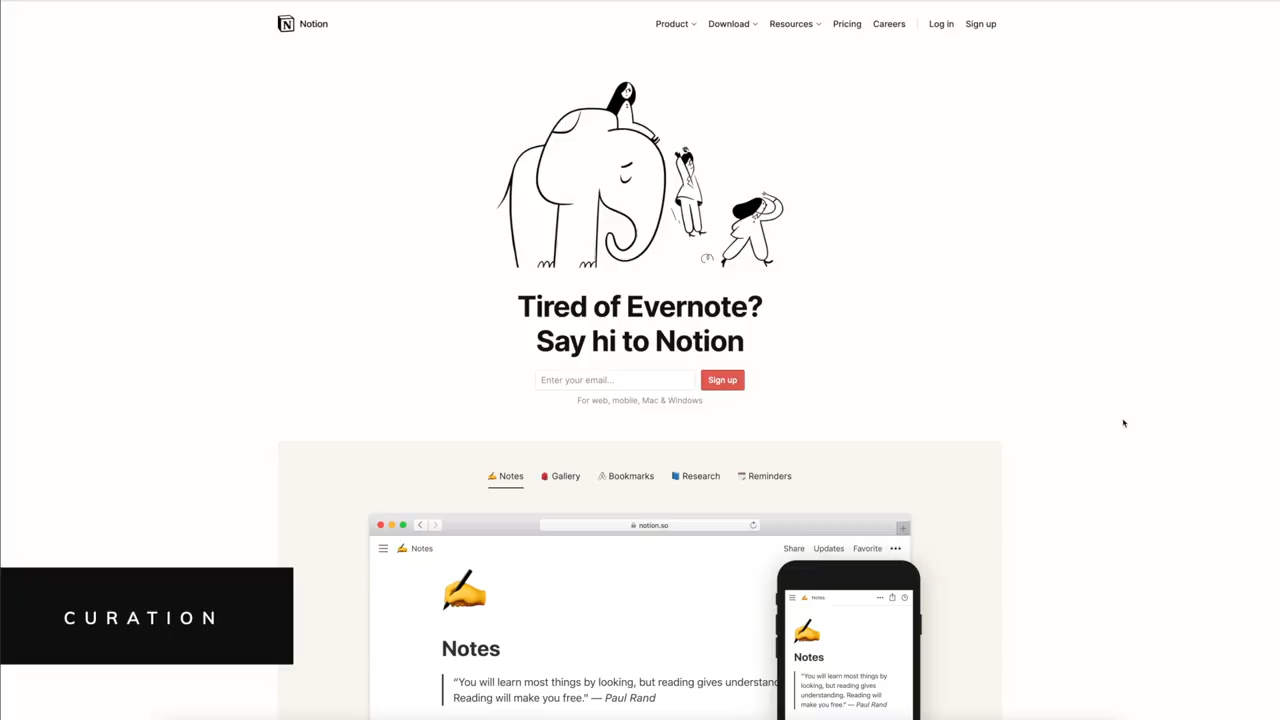 Notion
Product
Download
Resources
Pricing
Careers
Log in
Sign up
Tired of Evernote?
Say hi to Notion
Enter your email...
Sign up
For web, mobile, Mac & Windows
Notes
Gallery
Bookmarks
Research
Reminders
notion.so
Notes
Share
Updates
Favorite
Notes
“You will learn most things by looking, but reading gives understand
Reading will make you free.” — Paul Rand
Notes
Notes
“You will learn most things by
looking, but reading gives
understanding. Reading will
make you free.” — Paul Rand
CURATION